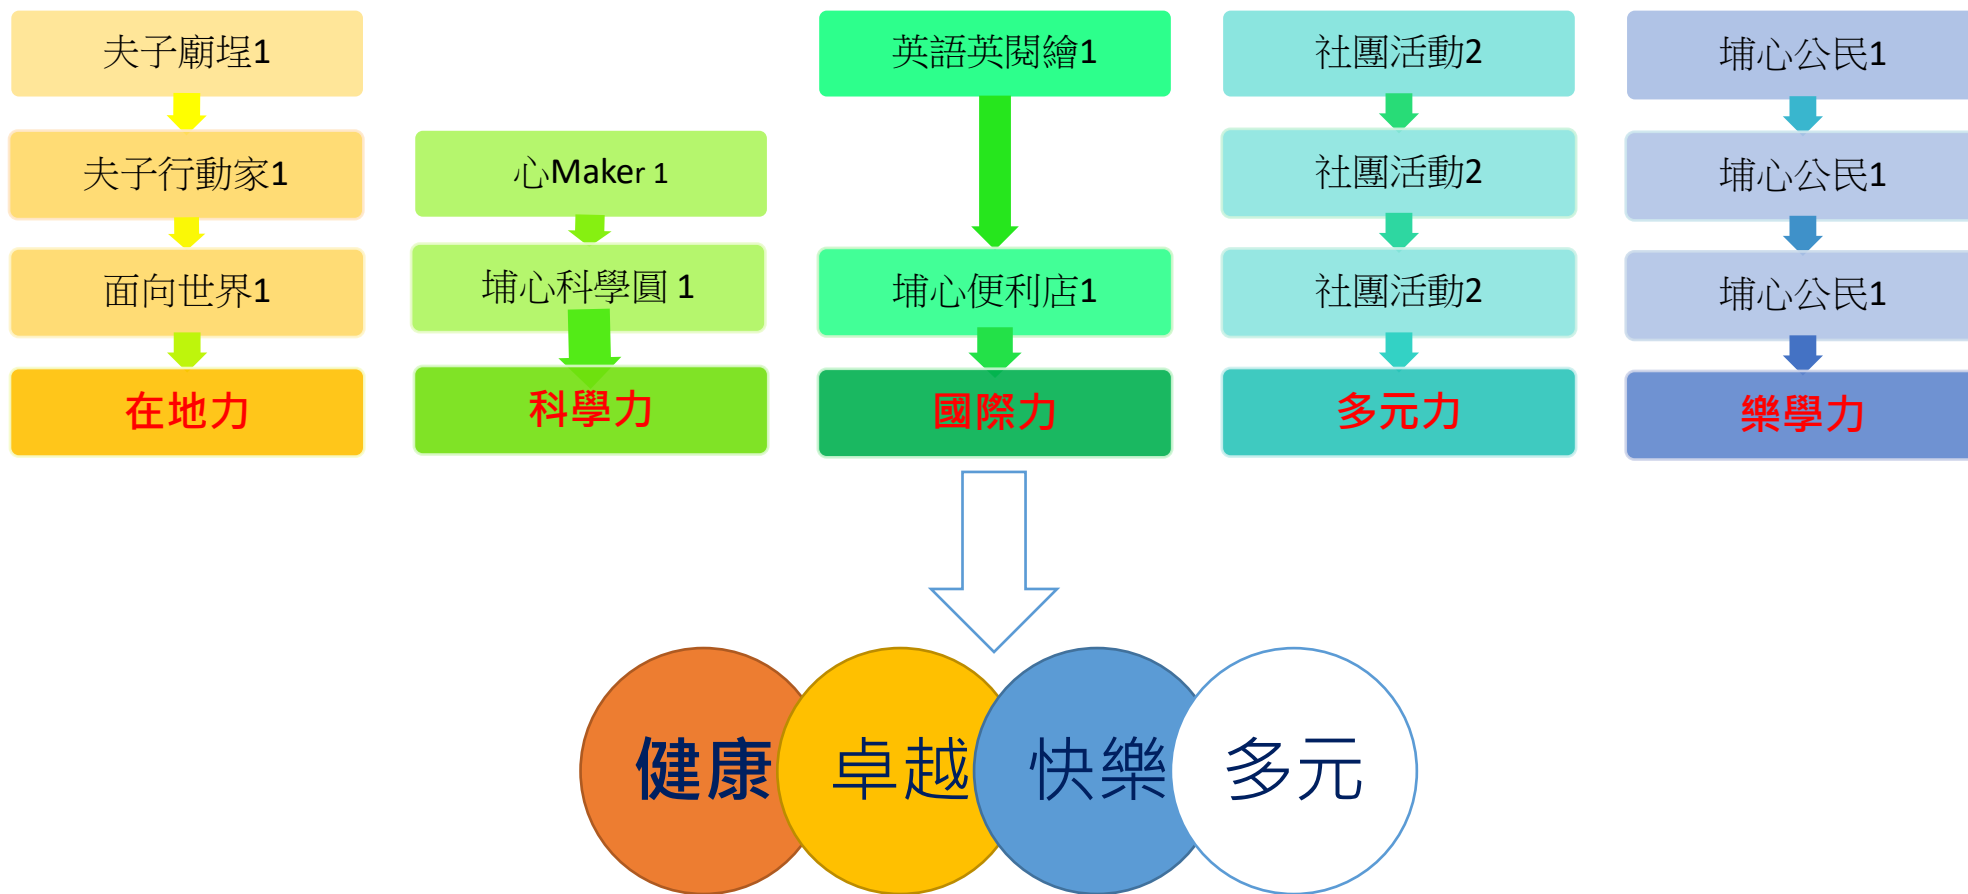 夫子廟埕1
英語英閱繪1
社團活動2
埔心公民1
夫子行動家1
心Maker 1
社團活動2
埔心公民1
面向世界1
埔心科學圓 1
埔心便利店1
社團活動2
埔心公民1
在地力
科學力
國際力
多元力
樂學力
健康
卓越
快樂
多元